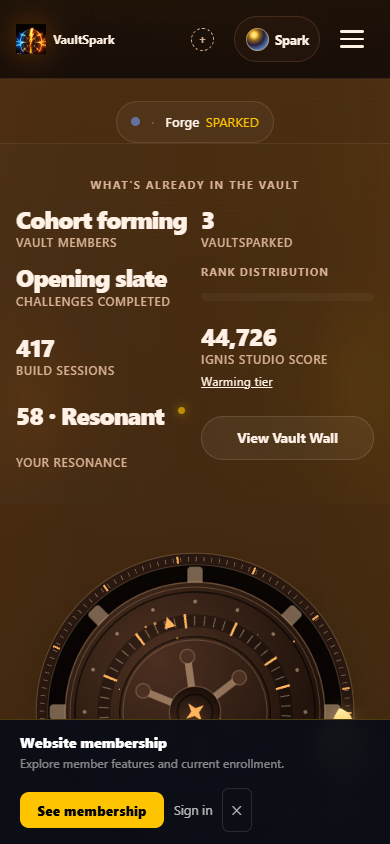 VaultSpark
+
Spark
· Forge SPARKED
WHAT'S ALREADY IN THE VAULT
Cohort forming
VAULT MEMBERS
3
VAULTSPARKED
Opening slate
CHALLENGES COMPLETED
RANK DISTRIBUTION
417
BUILD SESSIONS
44,726
IGNIS STUDIO SCORE
Warming tier
58 · Resonant
YOUR RESONANCE
View Vault Wall
Website membership
Explore member features and current enrollment.
See membership
Sign in
×